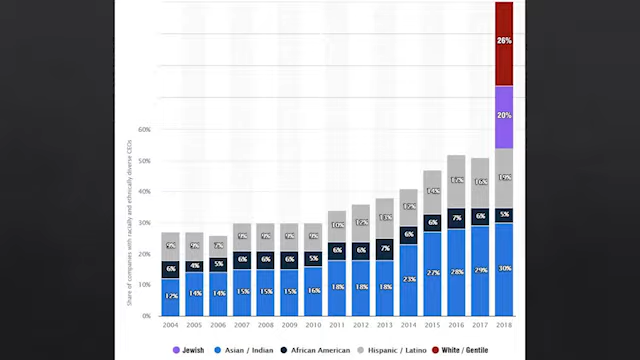 26%
20%
60%
50%
40%
30%
20%
10%
0%
Share of companies with racially and ethnically diverse CEOs
9% 9% 7% 9% 9% 9% 9% 10% 12% 13% 12% 14% 17% 16% 19%
6% 4% 5% 6% 6% 6% 5% 6% 6% 7% 6% 6% 7% 6% 5%
12% 14% 14% 15% 15% 15% 16% 18% 18% 18% 23% 27% 28% 29% 30%
2004 2005 2006 2007 2008 2009 2010 2011 2012 2013 2014 2015 2016 2017 2018
Jewish Asian / Indian African American Hispanic / Latino White / Gentile